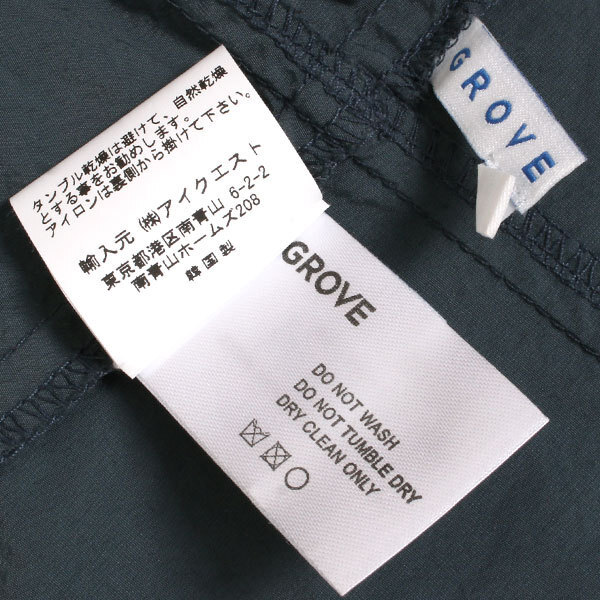 タンブル乾燥は避けて、自然乾燥
とする事をお勧めします。
アイロンは裏側から掛けて下さい。
輸入元 (株)アイクエスト
東京都港区南青山 6-2-2
南青山ホームズ208
韓国製
GROVE
DO NOT WASH
DO NOT TUMBLE DRY
DRY CLEAN ONLY
GROVE